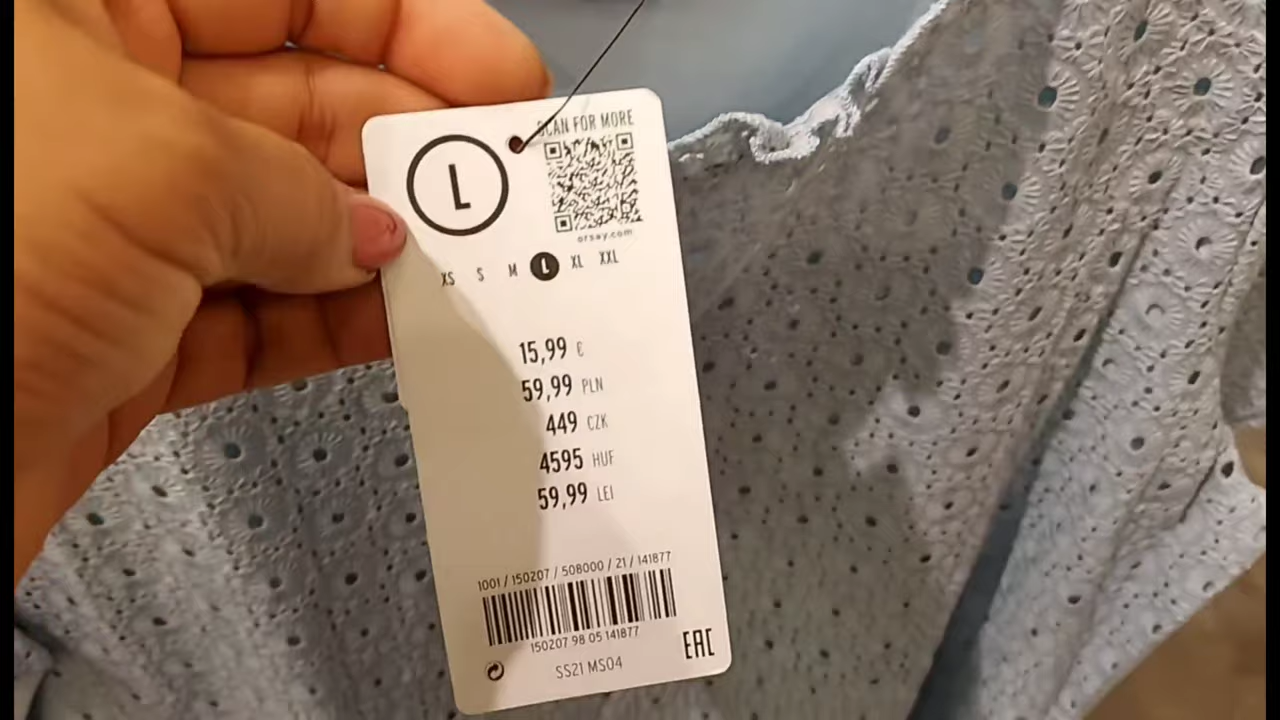 L
SCAN FOR MORE
orsay.com
XS S M L XL XXL
15,99 €
59,99 PLN
449 CZK
4595 HUF
59,99 LEI
1001 / 150207 / 508000 / 21 / 141877
150207 98 05 141877
SS21 MS04
EAC